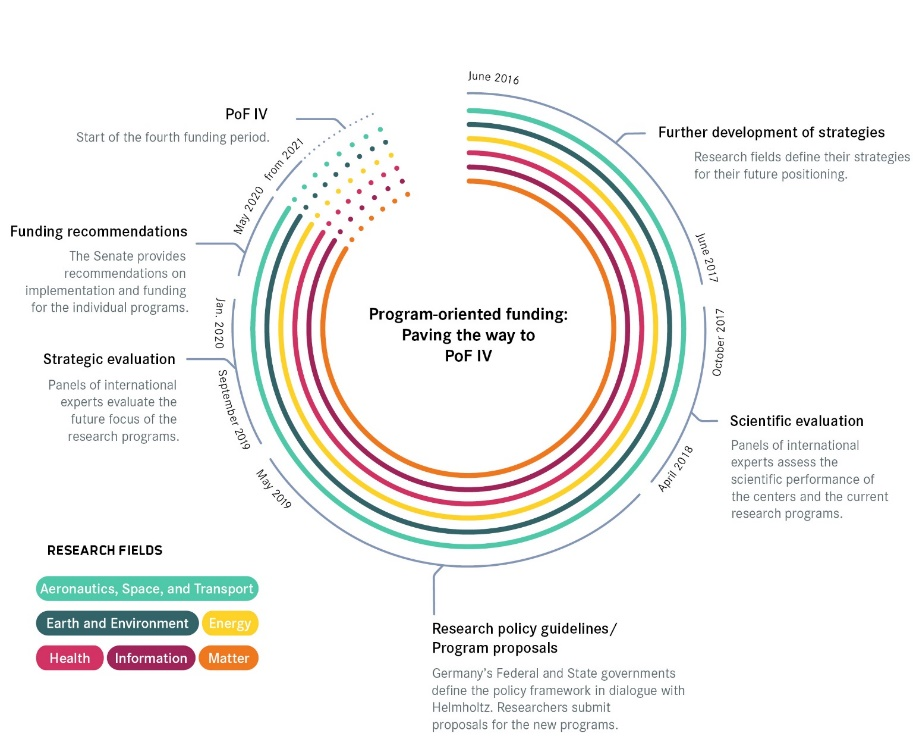 June 2016
Further development of strategies
Research fields define their strategies
for their future positioning.
June 2017
October 2017
Scientific evaluation
Panels of international
experts assess the
scientific performance of
the centers and the current
research programs.
April 2018
Research policy guidelines/
Program proposals
Germany's Federal and State governments
define the policy framework in dialogue with
Helmholtz. Researchers submit
proposals for the new programs.
May 2019
September 2019
Strategic evaluation
Panels of international
experts evaluate the
future focus of the
research programs.
Jan. 2020
Funding recommendations
The Senate provides
recommendations on
implementation and funding
for the individual programs.
May 2020
from 2021
PoF IV
Start of the fourth funding period.
Program-oriented funding:
Paving the way to
PoF IV
RESEARCH FIELDS
Aeronautics, Space, and Transport
Earth and Environment
Energy
Health
Information
Matter